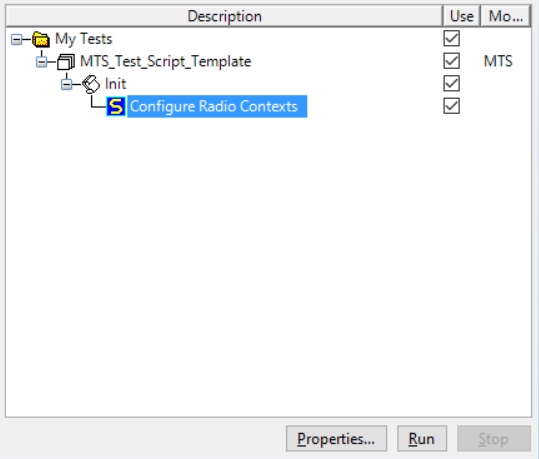 Description Use Mo...
My Tests
MTS_Test_Script_Template MTS
Init
S Configure Radio Contexts
Properties... Run Stop